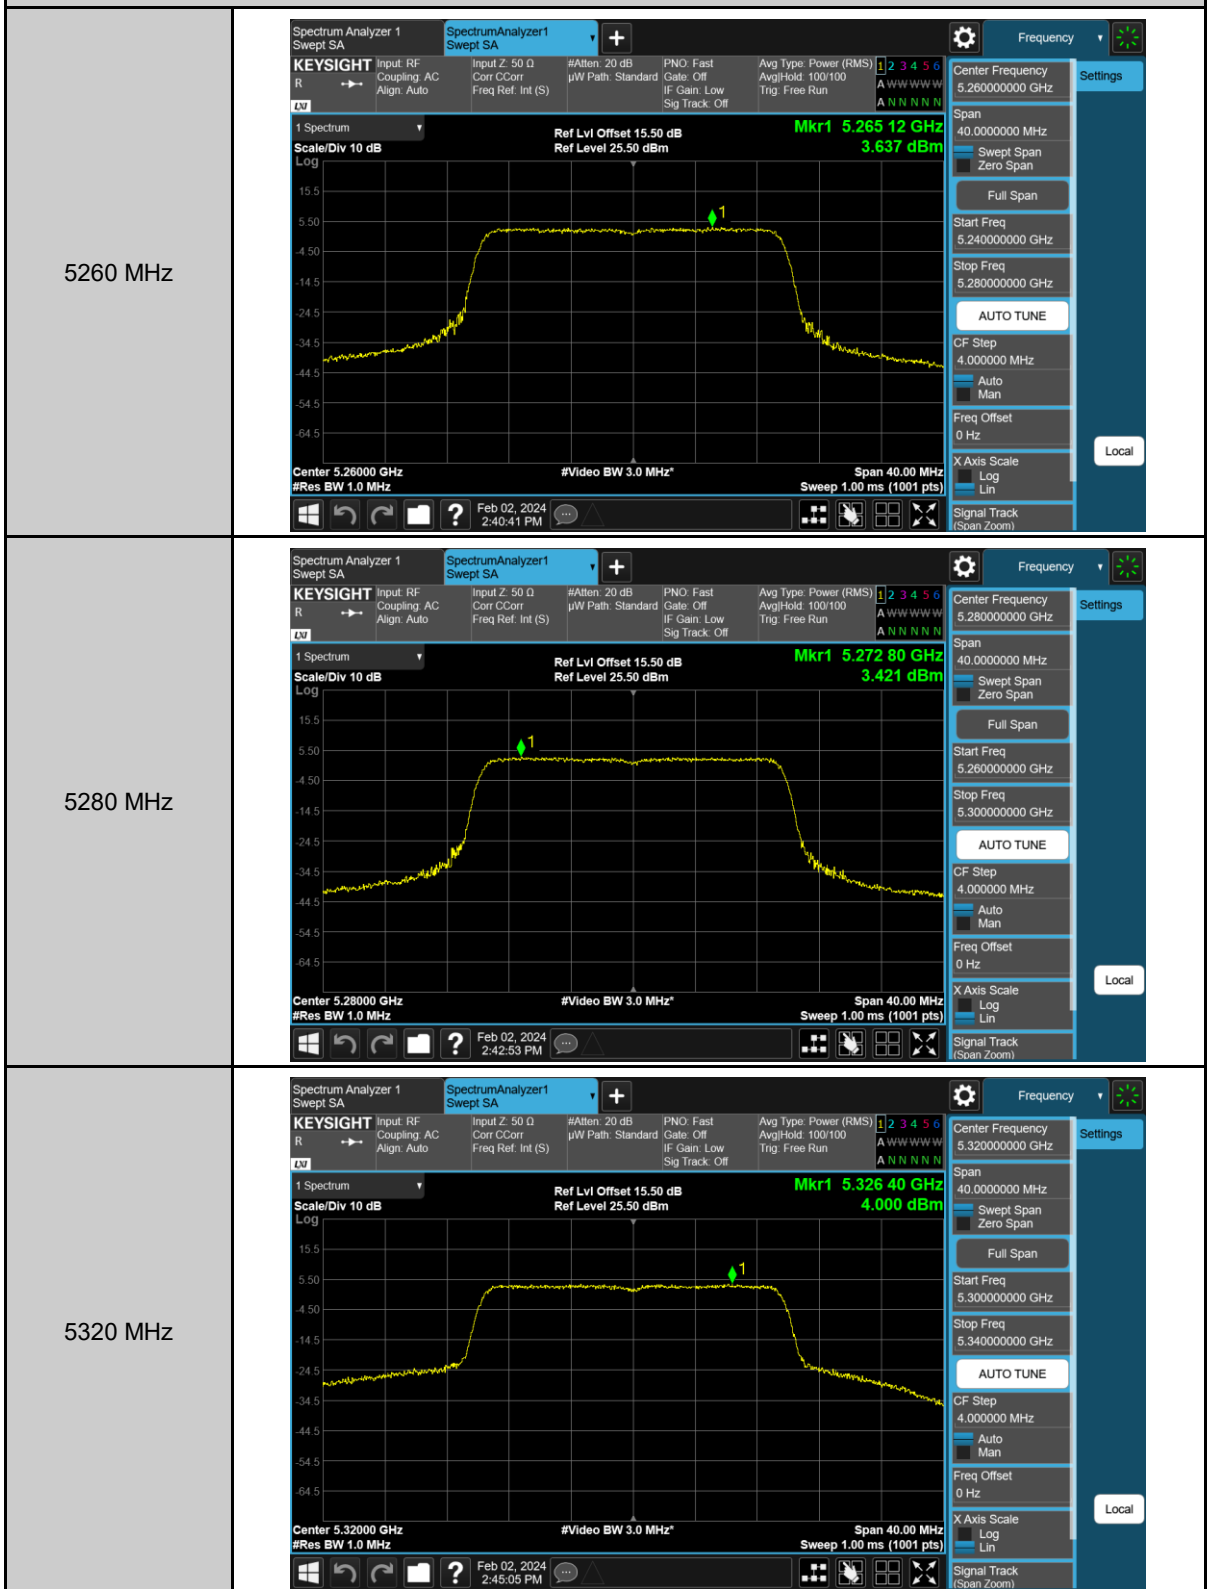 5260 MHz
Spectrum Analyzer 1
Swept SA
SpectrumAnalyzer1
Swept SA
Frequency
KEYSIGHT
R
LXI
Input: RF
Coupling: AC
Align: Auto
Input Z: 50 Ω
Corr CCorr
Freq Ref: Int (S)
#Atten: 20 dB
µW Path: Standard
PNO: Fast
Gate: Off
IF Gain: Low
Sig Track: Off
Avg Type: Power (RMS)
Avg|Hold: 100/100
Trig: Free Run
1 2 3 4 5 6
A W W W W W
A N N N N N
1 Spectrum
Scale/Div 10 dB
Log
Ref Lvl Offset 15.50 dB
Ref Level 25.50 dBm
Mkr1 5.265 12 GHz
3.637 dBm
1
15.5
5.50
-4.50
-14.5
-24.5
-34.5
-44.5
-54.5
-64.5
Center 5.26000 GHz
#Res BW 1.0 MHz
#Video BW 3.0 MHz*
Span 40.00 MHz
Sweep 1.00 ms (1001 pts)
Feb 02, 2024
2:40:41 PM
Center Frequency
5.260000000 GHz
Span
40.0000000 MHz
Swept Span
Zero Span
Full Span
Start Freq
5.240000000 GHz
Stop Freq
5.280000000 GHz
AUTO TUNE
CF Step
4.000000 MHz
Auto
Man
Freq Offset
0 Hz
X Axis Scale
Log
Lin
Signal Track
(Span Zoom)
Settings
Local
5280 MHz
Spectrum Analyzer 1
Swept SA
SpectrumAnalyzer1
Swept SA
Frequency
KEYSIGHT
R
LXI
Input: RF
Coupling: AC
Align: Auto
Input Z: 50 Ω
Corr CCorr
Freq Ref: Int (S)
#Atten: 20 dB
µW Path: Standard
PNO: Fast
Gate: Off
IF Gain: Low
Sig Track: Off
Avg Type: Power (RMS)
Avg|Hold: 100/100
Trig: Free Run
1 2 3 4 5 6
A W W W W W
A N N N N N
1 Spectrum
Scale/Div 10 dB
Log
Ref Lvl Offset 15.50 dB
Ref Level 25.50 dBm
Mkr1 5.272 80 GHz
3.421 dBm
1
15.5
5.50
-4.50
-14.5
-24.5
-34.5
-44.5
-54.5
-64.5
Center 5.28000 GHz
#Res BW 1.0 MHz
#Video BW 3.0 MHz*
Span 40.00 MHz
Sweep 1.00 ms (1001 pts)
Feb 02, 2024
2:42:53 PM
Center Frequency
5.280000000 GHz
Span
40.0000000 MHz
Swept Span
Zero Span
Full Span
Start Freq
5.260000000 GHz
Stop Freq
5.300000000 GHz
AUTO TUNE
CF Step
4.000000 MHz
Auto
Man
Freq Offset
0 Hz
X Axis Scale
Log
Lin
Signal Track
(Span Zoom)
Settings
Local
5320 MHz
Spectrum Analyzer 1
Swept SA
SpectrumAnalyzer1
Swept SA
Frequency
KEYSIGHT
R
LXI
Input: RF
Coupling: AC
Align: Auto
Input Z: 50 Ω
Corr CCorr
Freq Ref: Int (S)
#Atten: 20 dB
µW Path: Standard
PNO: Fast
Gate: Off
IF Gain: Low
Sig Track: Off
Avg Type: Power (RMS)
Avg|Hold: 100/100
Trig: Free Run
1 2 3 4 5 6
A W W W W W
A N N N N N
1 Spectrum
Scale/Div 10 dB
Log
Ref Lvl Offset 15.50 dB
Ref Level 25.50 dBm
Mkr1 5.326 40 GHz
4.000 dBm
1
15.5
5.50
-4.50
-14.5
-24.5
-34.5
-44.5
-54.5
-64.5
Center 5.32000 GHz
#Res BW 1.0 MHz
#Video BW 3.0 MHz*
Span 40.00 MHz
Sweep 1.00 ms (1001 pts)
Feb 02, 2024
2:45:05 PM
Center Frequency
5.320000000 GHz
Span
40.0000000 MHz
Swept Span
Zero Span
Full Span
Start Freq
5.300000000 GHz
Stop Freq
5.340000000 GHz
AUTO TUNE
CF Step
4.000000 MHz
Auto
Man
Freq Offset
0 Hz
X Axis Scale
Log
Lin
Signal Track
(Span Zoom)
Settings
Local